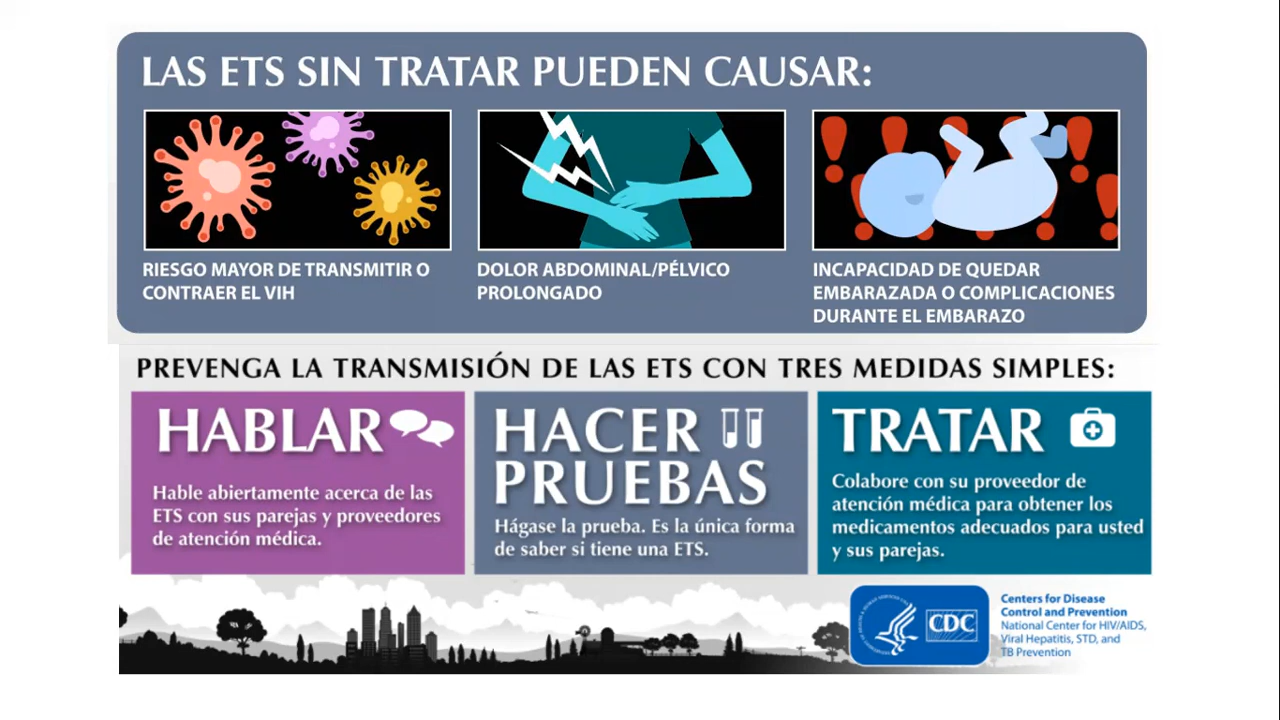 LAS ETS SIN TRATAR PUEDEN CAUSAR:
RIESGO MAYOR DE TRANSMITIR O
CONTRAER EL VIH
DOLOR ABDOMINAL/PÉLVICO
PROLONGADO
INCAPACIDAD DE QUEDAR
EMBARAZADA O COMPLICACIONES
DURANTE EL EMBARAZO
PREVENGA LA TRANSMISIÓN DE LAS ETS CON TRES MEDIDAS SIMPLES:
HABLAR
Hable abiertamente acerca de las
ETS con sus parejas y proveedores
de atención médica.
HACER
PRUEBAS
Hágase la prueba. Es la única forma
de saber si tiene una ETS.
TRATAR
Colabore con su proveedor de
atención médica para obtener los
medicamentos adecuados para usted
y sus parejas.
CDC
Centers for Disease
Control and Prevention
National Center for HIV/AIDS,
Viral Hepatitis, STD, and
TB Prevention